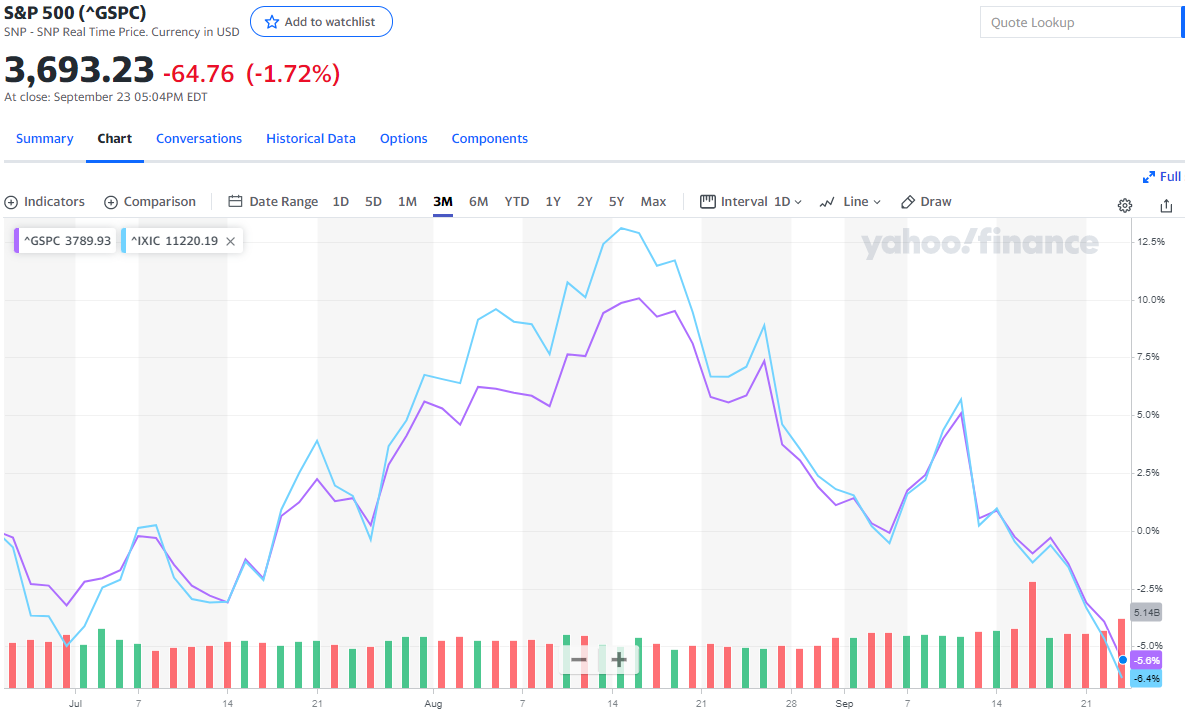 S&P 500 (^GSPC)
Add to watchlist
Quote Lookup
SNP - SNP Real Time Price. Currency in USD
3,693.23 -64.76 (-1.72%)
At close: September 23 05:04PM EDT
Summary Chart Conversations Historical Data Options Components
Full
Indicators Comparison Date Range 1D 5D 1M 3M 6M YTD 1Y 2Y 5Y Max Interval 1D Line Draw
^GSPC 3789.93 ^IXIC 11220.19
yahoo!finance
12.5%
10.0%
7.5%
5.0%
2.5%
0.0%
-2.5%
5.14B
-5.0%
-5.6%
-6.4%
Jul 7 14 21 Aug 7 14 21 28 Sep 7 14 21